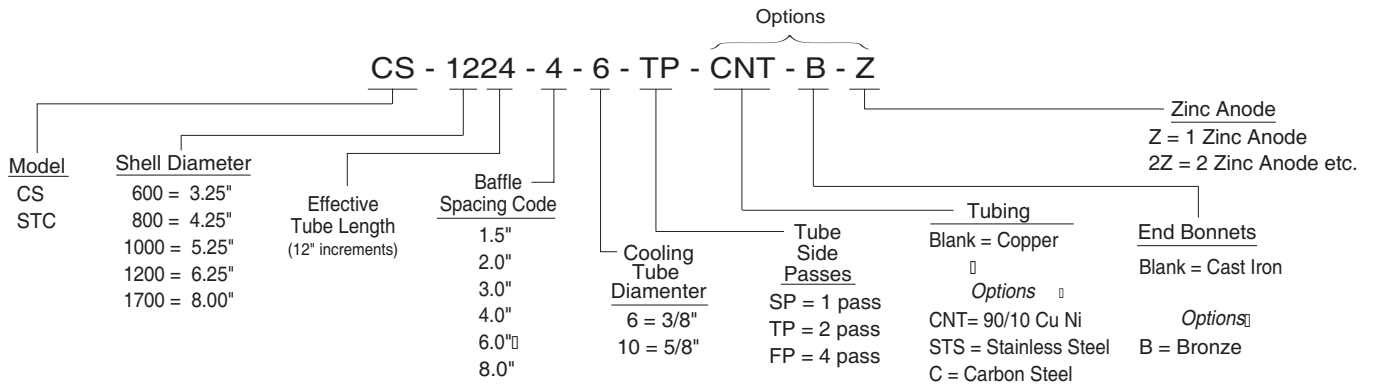 Options
CS - 1224 - 4 - 6 - TP - CNT - B - Z
Model
CS
STC
Shell Diameter
600 = 3.25"
800 = 4.25"
1000 = 5.25"
1200 = 6.25"
1700 = 8.00"
Effective
Tube Length
(12" increments)
Baffle
Spacing Code
1.5"
2.0"
3.0"
4.0"
6.0"
8.0"
Cooling
Tube
Diamenter
6 = 3/8"
10 = 5/8"
Tube
Side
Passes
SP = 1 pass
TP = 2 pass
FP = 4 pass
Tubing
Blank = Copper
Options
CNT= 90/10 Cu Ni
STS = Stainless Steel
C = Carbon Steel
End Bonnets
Blank = Cast Iron
Options
B = Bronze
Zinc Anode
Z = 1 Zinc Anode
2Z = 2 Zinc Anode etc.